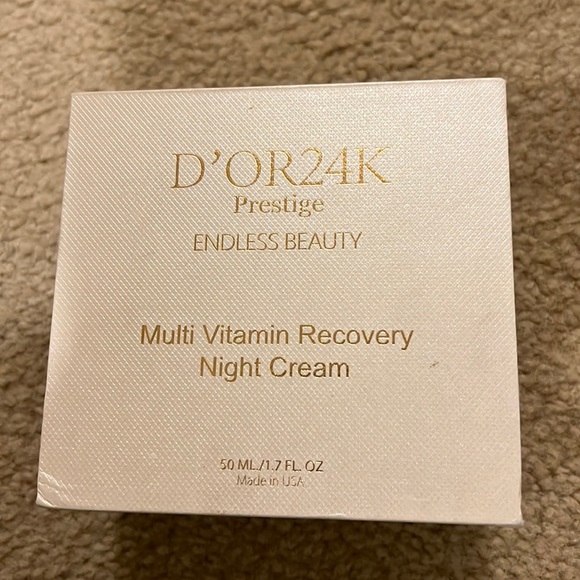 D'OR24K
Prestige
ENDLESS BEAUTY
Multi Vitamin Recovery
Night Cream
50 ML./1.7 FL. OZ
Made in USA